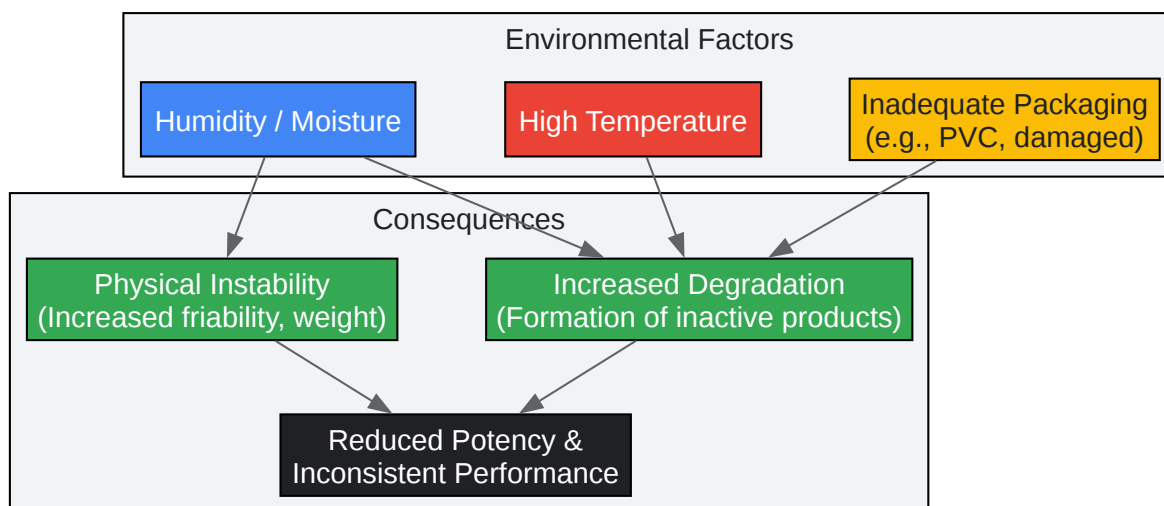 Environmental Factors
Humidity / Moisture
High Temperature
Inadequate Packaging
(e.g., PVC, damaged)
Consequences
Physical Instability
(Increased friability, weight)
Increased Degradation
(Formation of inactive products)
Reduced Potency &
Inconsistent Performance